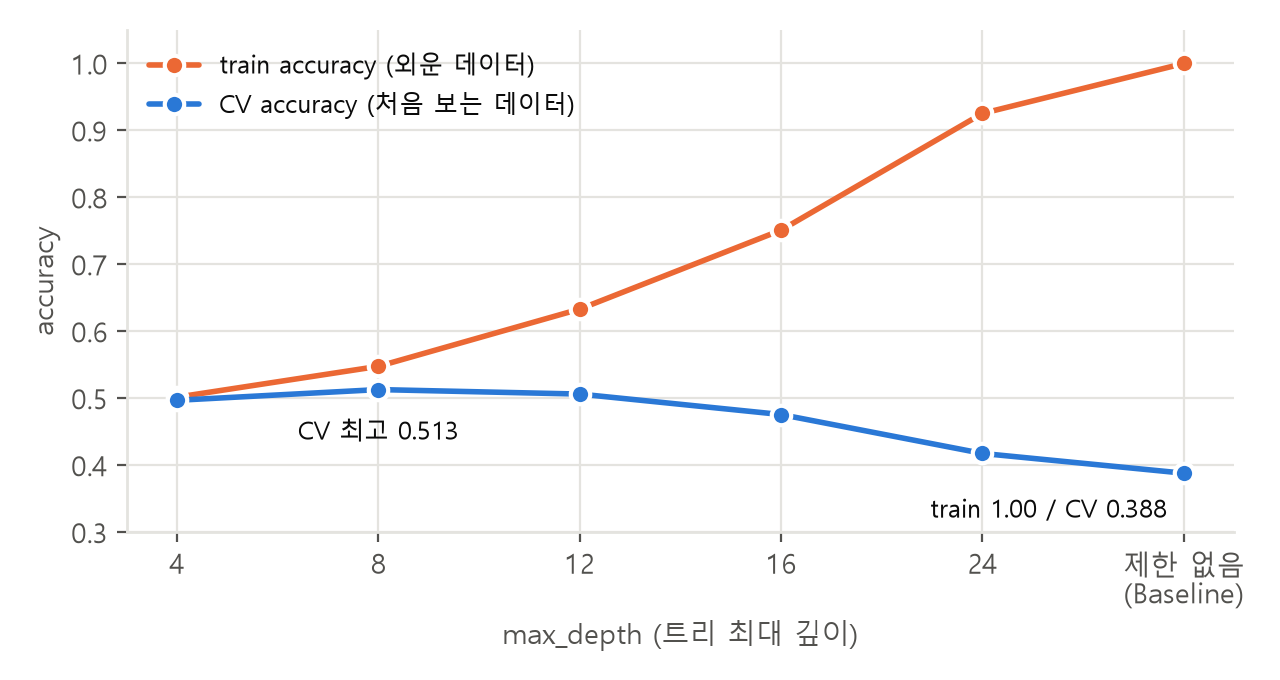 train accuracy (외운 데이터)
CV accuracy (처음 보는 데이터)
1.0
0.9
0.8
0.7
0.6
0.5
0.4
0.3
accuracy
CV 최고 0.513
train 1.00 / CV 0.388
4 8 12 16 24 제한 없음
(Baseline)
max_depth (트리 최대 깊이)